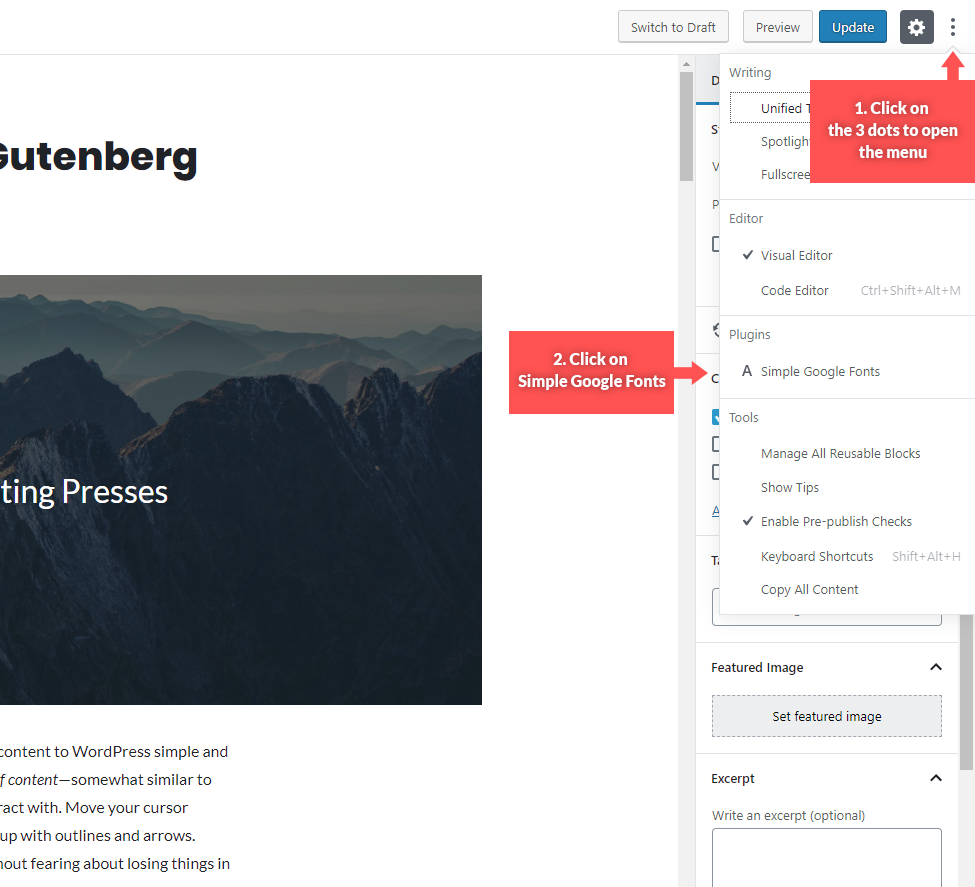 Switch to Draft
Preview
Update
Writing
Unified
1. Click on
the 3 dots to open
the menu
Gutenberg
Editor
Visual Editor
Code Editor Ctrl+Shift+Alt+M
Plugins
2. Click on
Simple Google Fonts
A Simple Google Fonts
Tools
Manage All Reusable Blocks
ting Presses
Show Tips
Enable Pre-publish Checks
Keyboard Shortcuts Shift+Alt+H
Copy All Content
Featured Image
Set featured image
content to WordPress simple and
f content—somewhat similar to
ract with. Move your cursor
up with outlines and arrows.
hout fearing about losing things in
Excerpt
Write an excerpt (optional)